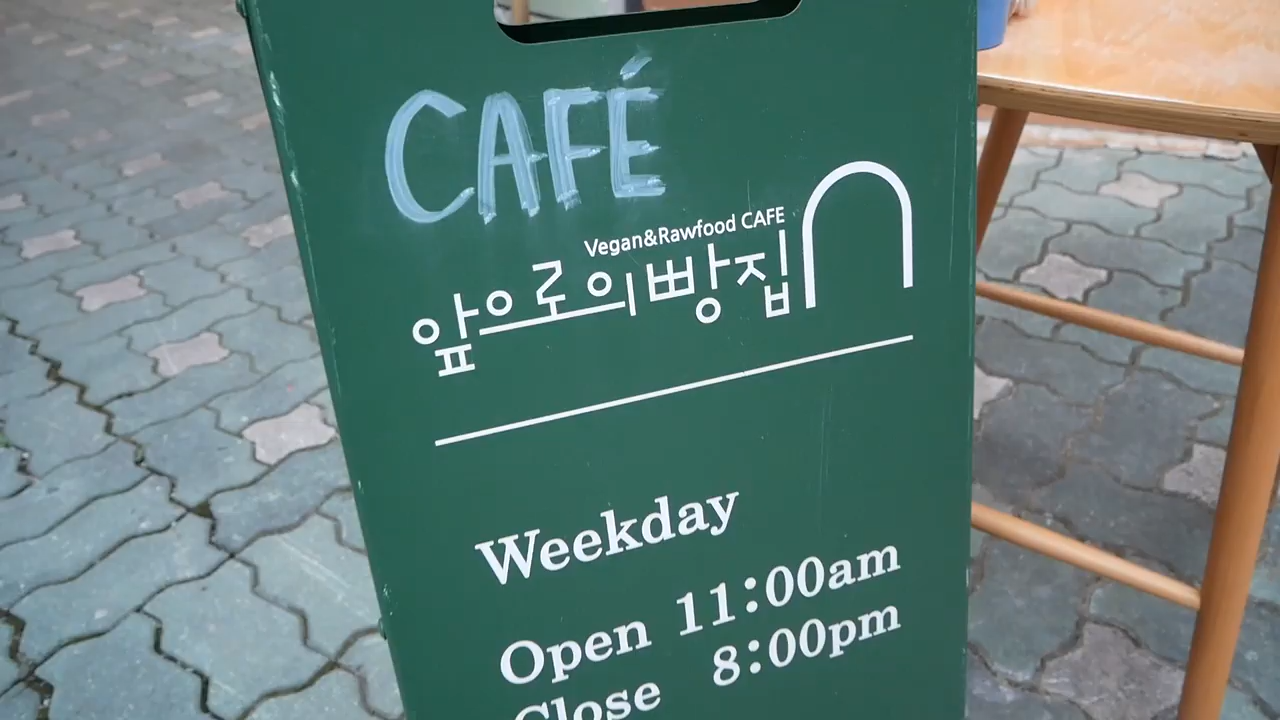 CAFÉ
Vegan&Rawfood CAFE
앞으로의빵집
Weekday
Open 11:00am
Close 8:00pm